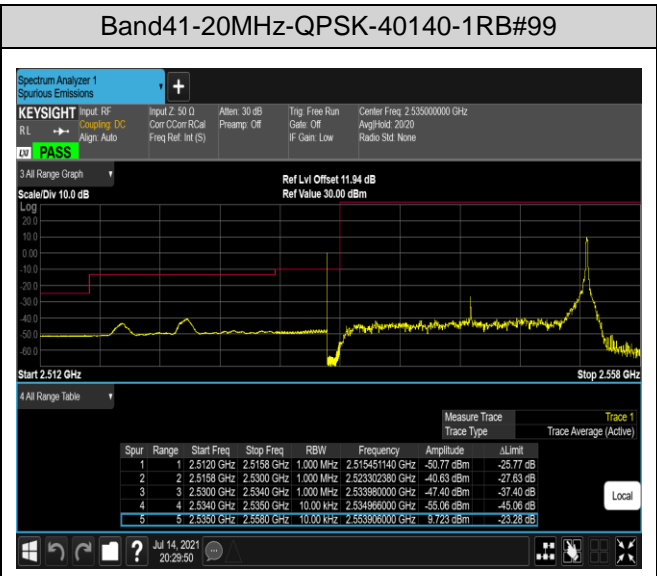 Band41-20MHz-QPSK-40140-1RB#99
Spectrum Analyzer 1
Spurious Emissions
+
KEYSIGHT Input: RF Input Z: 50 Ω Atten: 30 dB Trig: Free Run Center Freq: 2.535000000 GHz
RL Coupling: DC Corr CCorr RCal Preamp: Off Gate: Off Avg|Hold: 20/20
Align: Auto Freq Ref: Int (S) IF Gain: Low Radio Std: None
LXI PASS
3 All Range Graph
Ref Lvl Offset 11.94 dB
Scale/Div 10.0 dB Ref Value 30.00 dBm
Log
20.0
10.0
0.00
-10.0
-20.0
-30.0
-40.0
-50.0
-60.0
Start 2.512 GHz Stop 2.558 GHz
4 All Range Table
Measure Trace Trace 1
Trace Type Trace Average (Active)
Spur Range Start Freq Stop Freq RBW Frequency Amplitude ΔLimit
1 1 2.5120 GHz 2.5158 GHz 1.000 MHz 2.515451140 GHz -50.77 dBm -25.77 dB
2 2 2.5158 GHz 2.5300 GHz 1.000 MHz 2.523302380 GHz -40.63 dBm -27.63 dB
3 3 2.5300 GHz 2.5340 GHz 1.000 MHz 2.533980000 GHz -47.40 dBm -37.40 dB
4 4 2.5340 GHz 2.5350 GHz 10.00 kHz 2.534966000 GHz -55.06 dBm -45.06 dB
5 5 2.5350 GHz 2.5580 GHz 10.00 kHz 2.553906000 GHz 9.723 dBm -23.28 dB
Local
? Jul 14, 2021
20:29:50